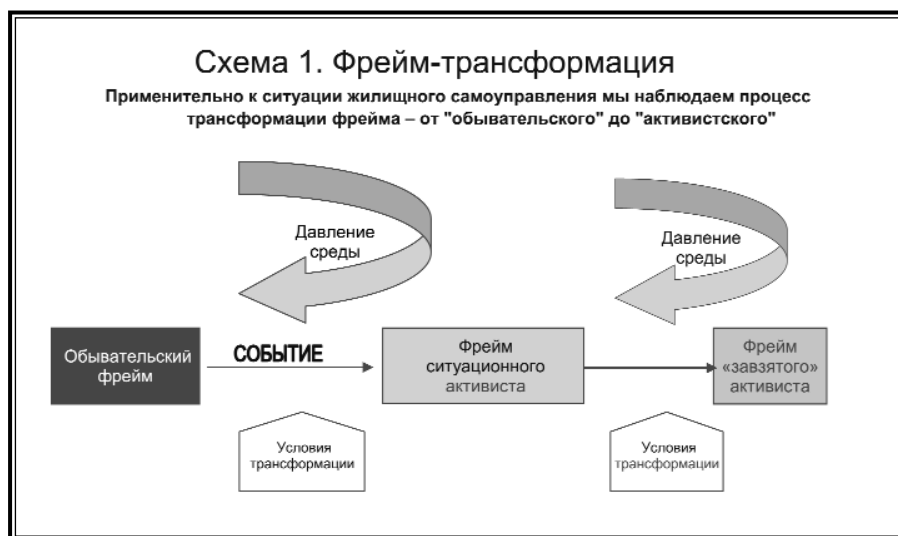 Схема 1. Фрейм-трансформация
Применительно к ситуации жилищного самоуправления мы наблюдаем процесс
трансформации фрейма – от "обывательского" до "активистского"
Давление
среды
Давление
среды
Обывательский
фрейм
СОБЫТИЕ
Фрейм
ситуационного
активиста
Фрейм
«завзятого»
активиста
Условия
трансформации
Условия
трансформации